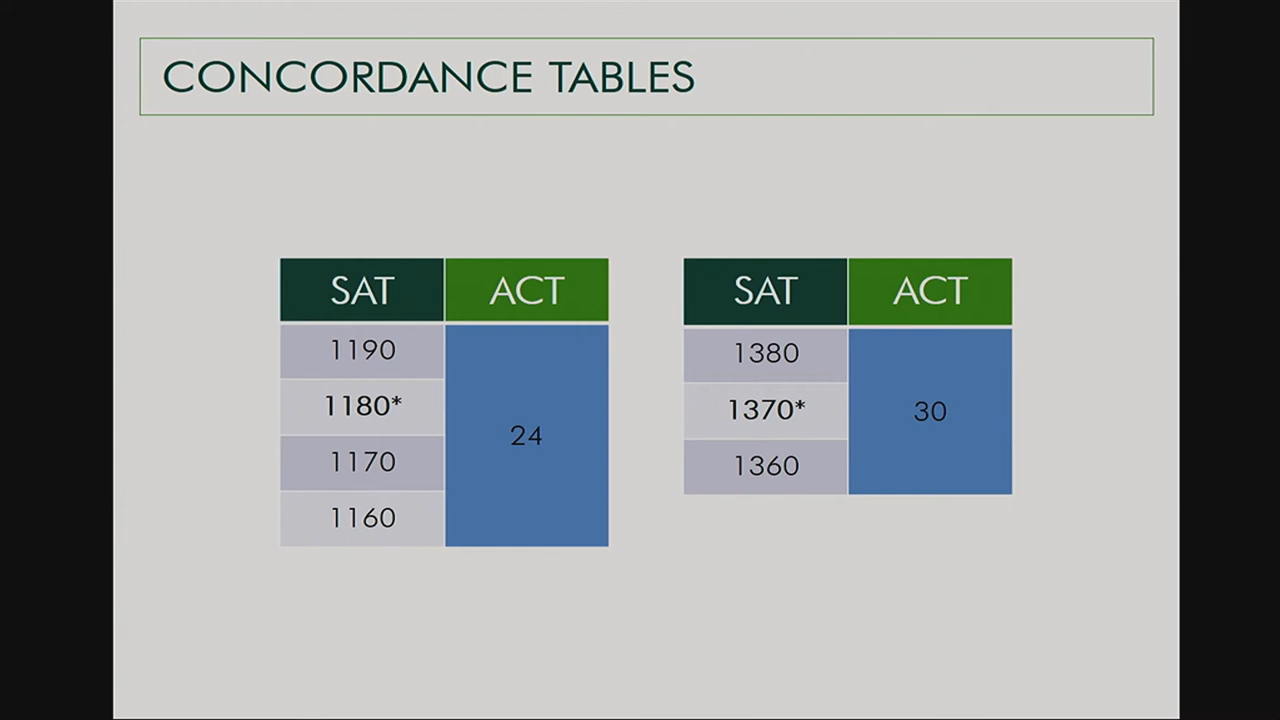 CONCORDANCE TABLES
SAT ACT
1190
1180*
24
1170
1160
SAT ACT
1380
1370* 30
1360